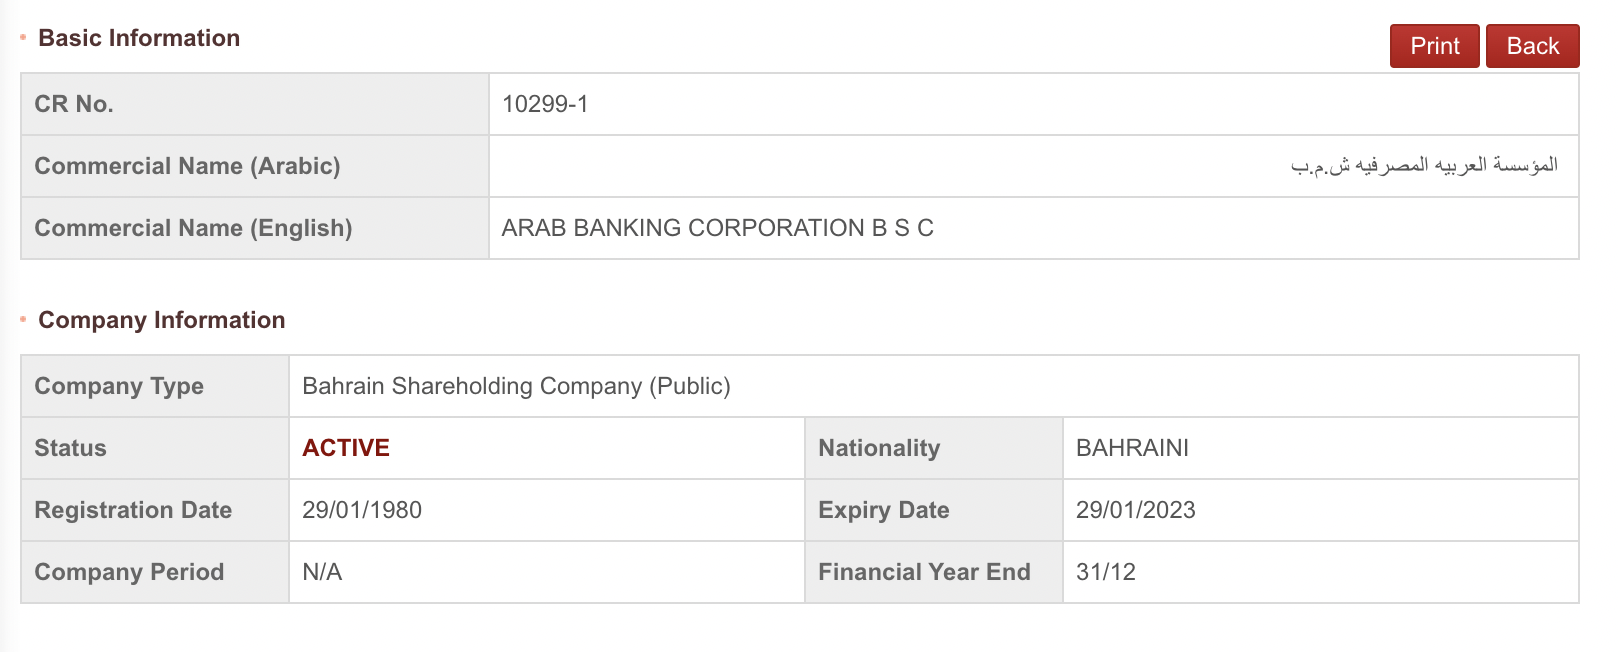 Basic Information
Print Back
CR No. 10299-1
Commercial Name (Arabic) المؤسسة العربيه المصرفيه ش.م.ب
Commercial Name (English) ARAB BANKING CORPORATION B S C
Company Information
Company Type Bahrain Shareholding Company (Public)
Status ACTIVE Nationality BAHRAINI
Registration Date 29/01/1980 Expiry Date 29/01/2023
Company Period N/A Financial Year End 31/12